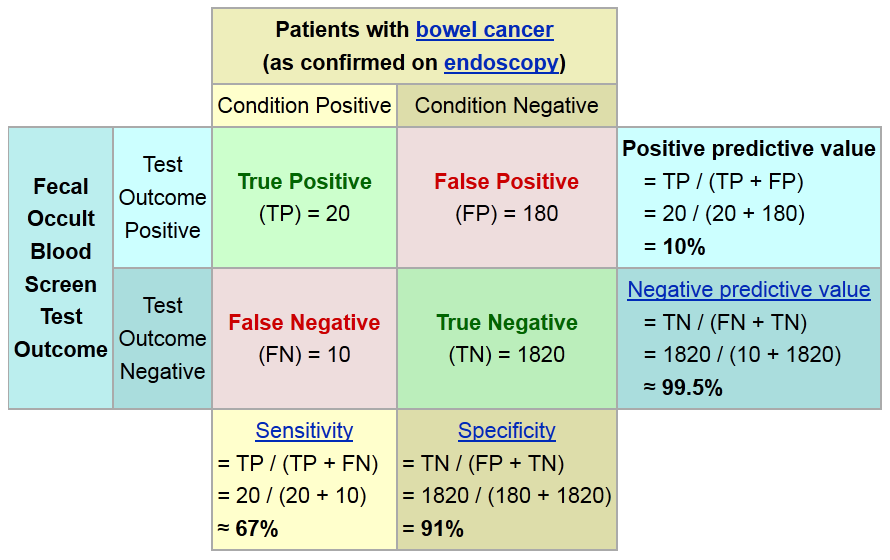 Patients with bowel cancer
(as confirmed on endoscopy)
Condition Positive
Condition Negative
Fecal
Occult
Blood
Screen
Test
Outcome
Test
Outcome
Positive
True Positive
(TP) = 20
False Positive
(FP) = 180
Positive predictive value
= TP / (TP + FP)
= 20 / (20 + 180)
= 10%
Test
Outcome
Negative
False Negative
(FN) = 10
True Negative
(TN) = 1820
Negative predictive value
= TN / (FN + TN)
= 1820 / (10 + 1820)
≈ 99.5%
Sensitivity
= TP / (TP + FN)
= 20 / (20 + 10)
≈ 67%
Specificity
= TN / (FP + TN)
= 1820 / (180 + 1820)
= 91%